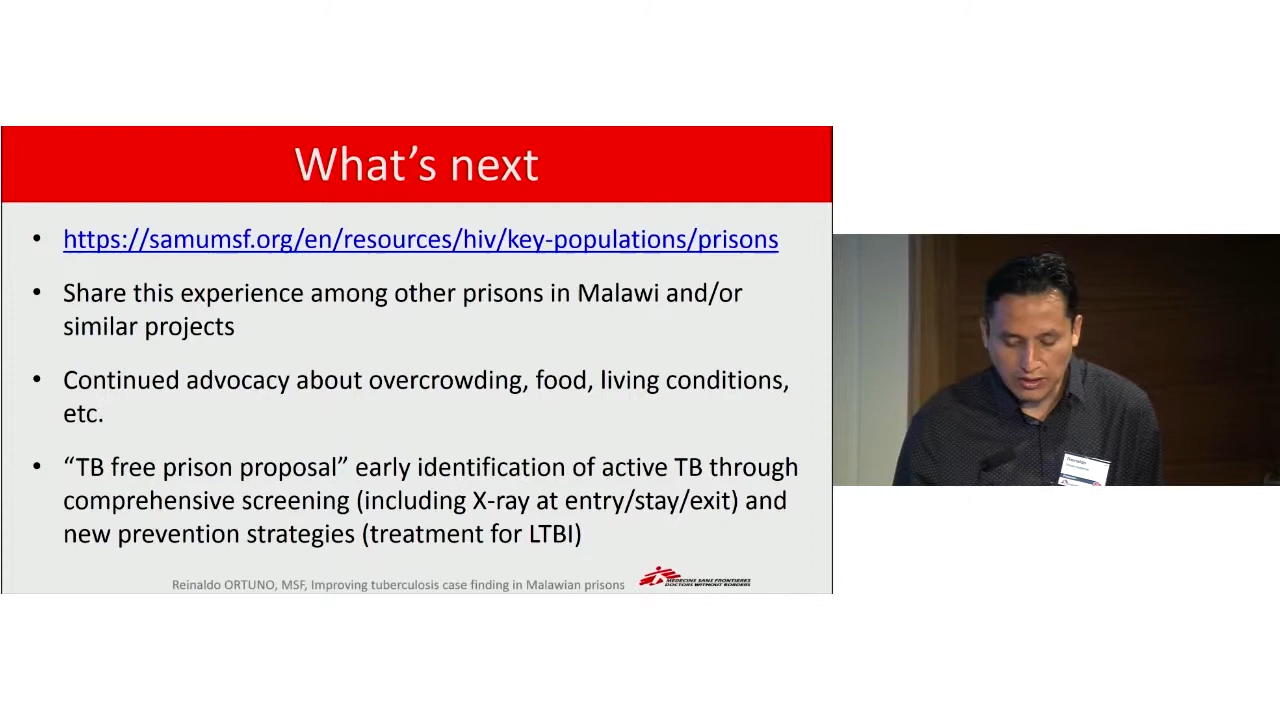 What’s next
• https://samumsf.org/en/resources/hiv/key-populations/prisons
• Share this experience among other prisons in Malawi and/or
similar projects
• Continued advocacy about overcrowding, food, living conditions,
etc.
• “TB free prison proposal” early identification of active TB through
comprehensive screening (including X-ray at entry/stay/exit) and
new prevention strategies (treatment for LTBI)
Reinaldo ORTUNO, MSF, Improving tuberculosis case finding in Malawian prisons
MEDECINS SANS FRONTIERES
DOCTORS WITHOUT BORDERS